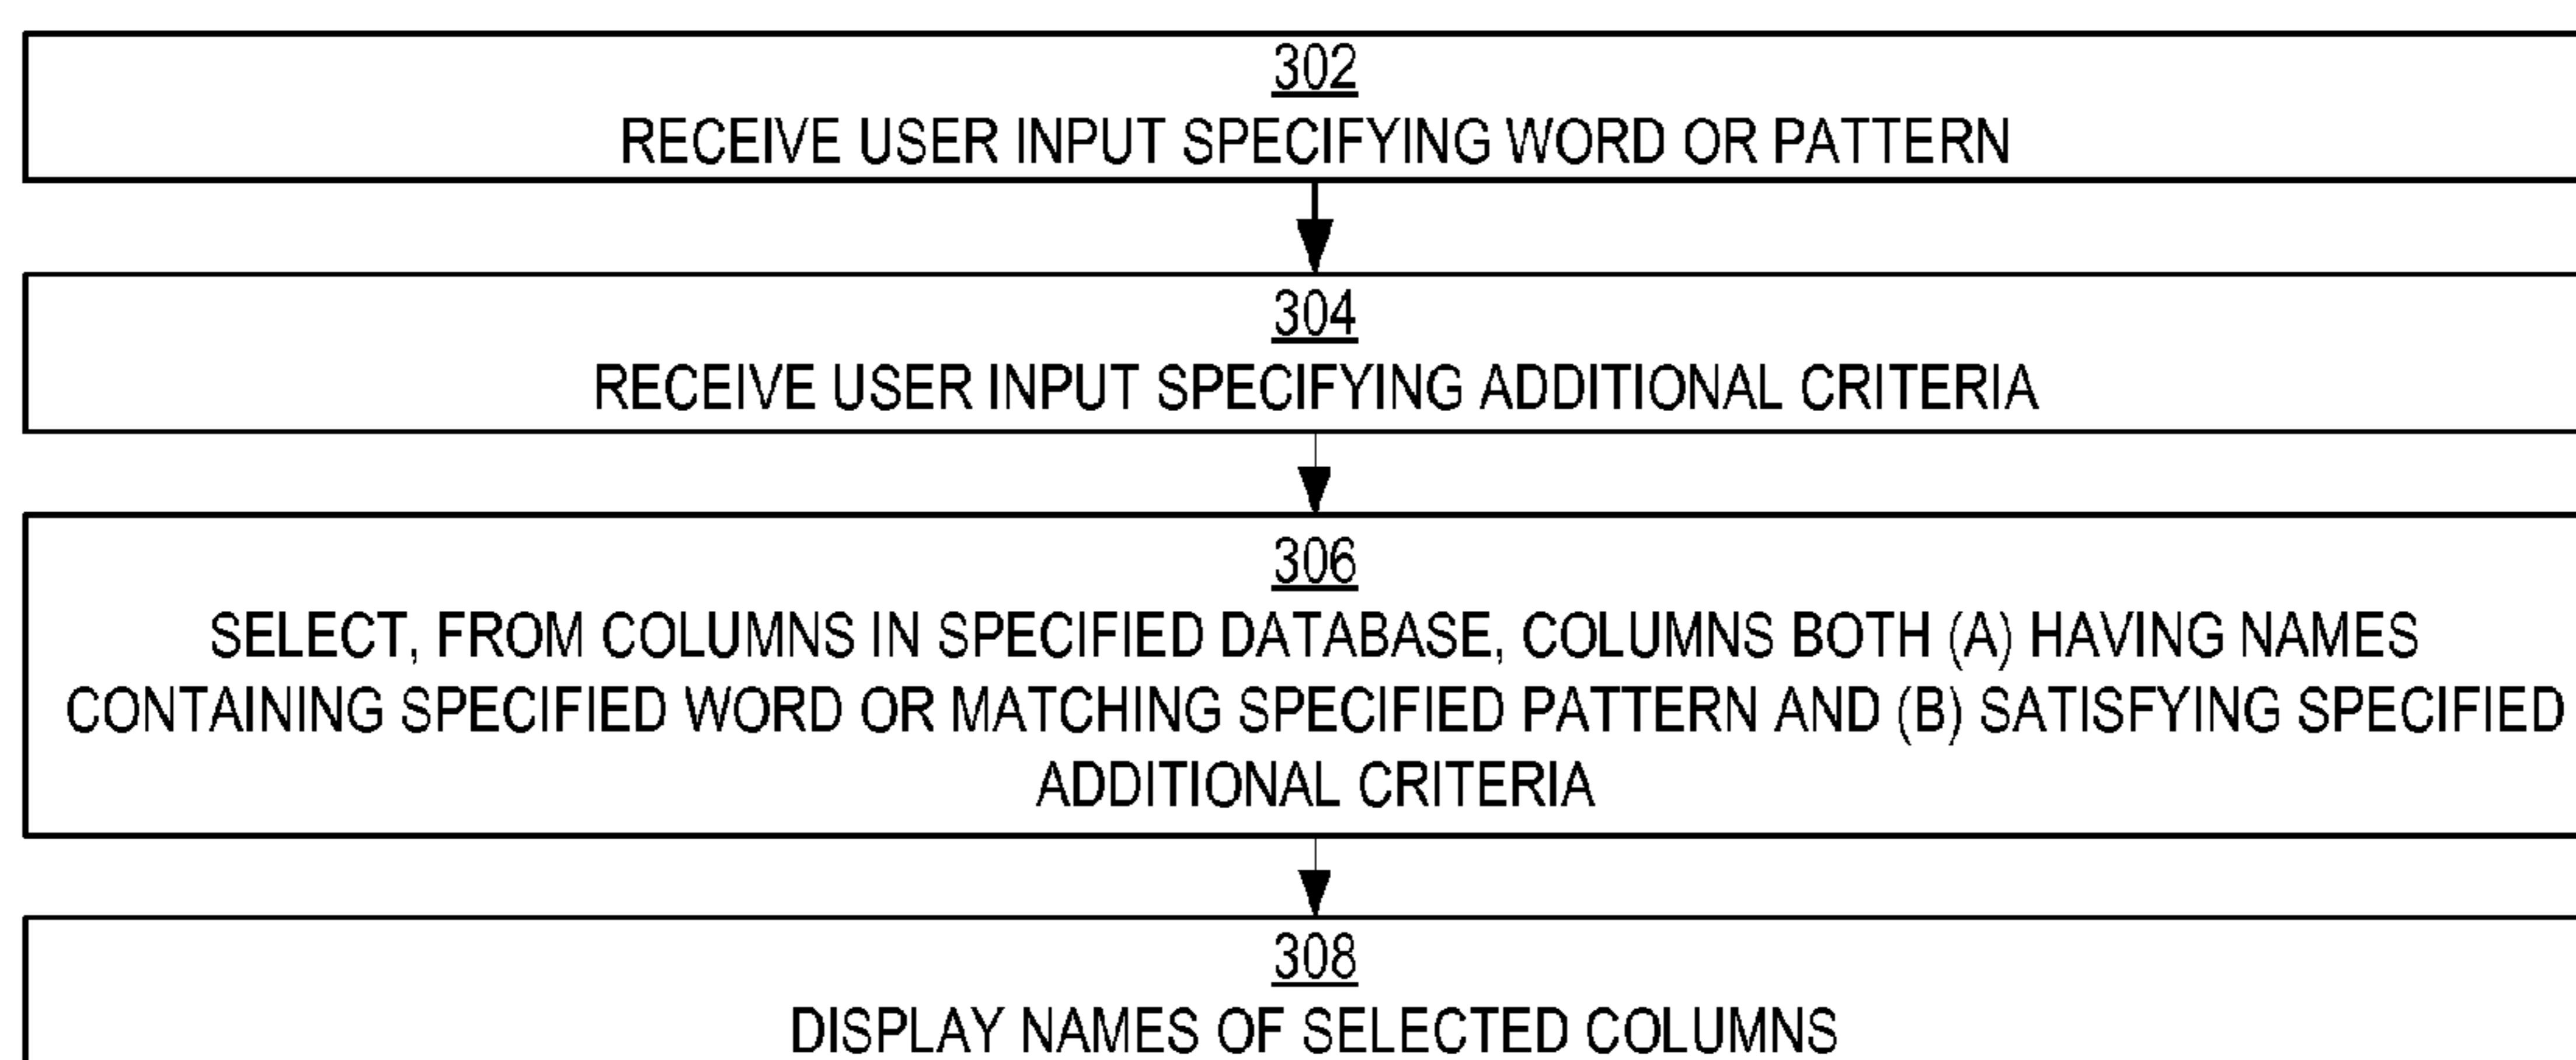 302
RECEIVE USER INPUT SPECIFYING WORD OR PATTERN
304
RECEIVE USER INPUT SPECIFYING ADDITIONAL CRITERIA
306
SELECT, FROM COLUMNS IN SPECIFIED DATABASE, COLUMNS BOTH (A) HAVING NAMES
CONTAINING SPECIFIED WORD OR MATCHING SPECIFIED PATTERN AND (B) SATISFYING SPECIFIED
ADDITIONAL CRITERIA
308
DISPLAY NAMES OF SELECTED COLUMNS